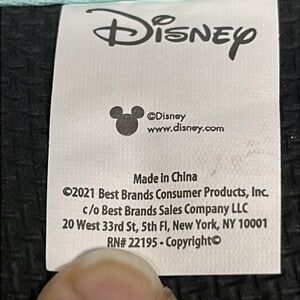 Disney
©Disney
www.disney.com
Made in China
©2021 Best Brands Consumer Products, Inc.
c/o Best Brands Sales Company LLC
20 West 33rd St, 5th Fl, New York, NY 10001
RN# 22195 • Copyright©